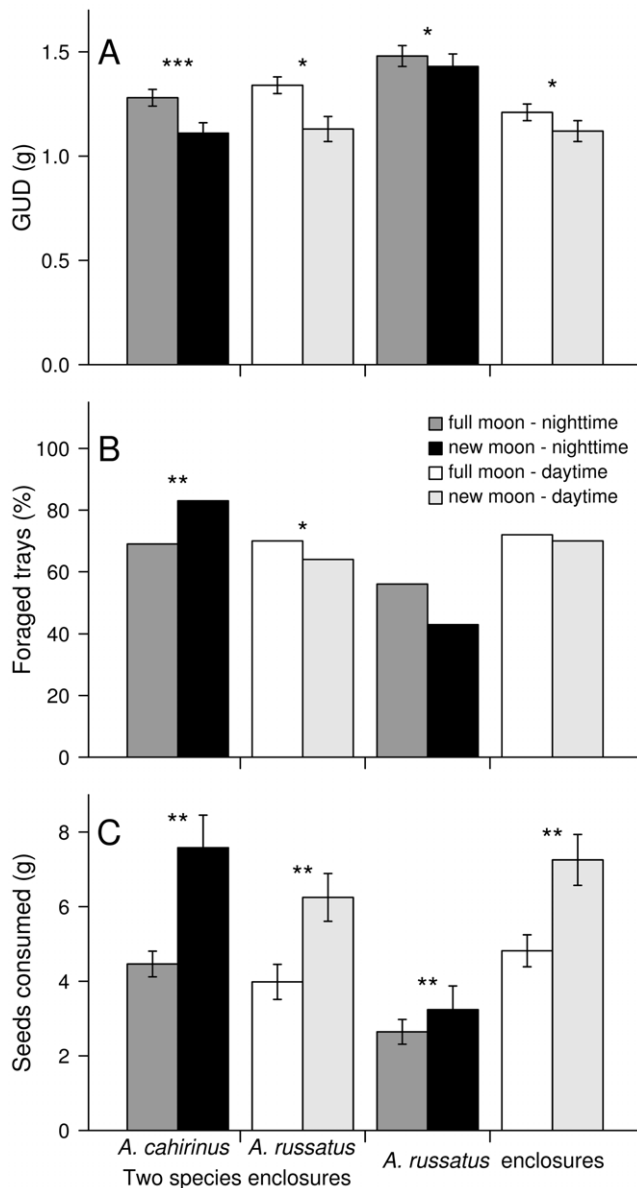 A
GUD (g)
1.5
1.0
0.5
0.0
***
*
*
*
B
Foraged trays (%)
100
80
60
40
20
0
**
*
full moon - nighttime
new moon - nighttime
full moon - daytime
new moon - daytime
C
Seeds consumed (g)
8
6
4
2
0
**
**
**
**
A. cahirinus A. russatus
Two species enclosures
A. russatus enclosures